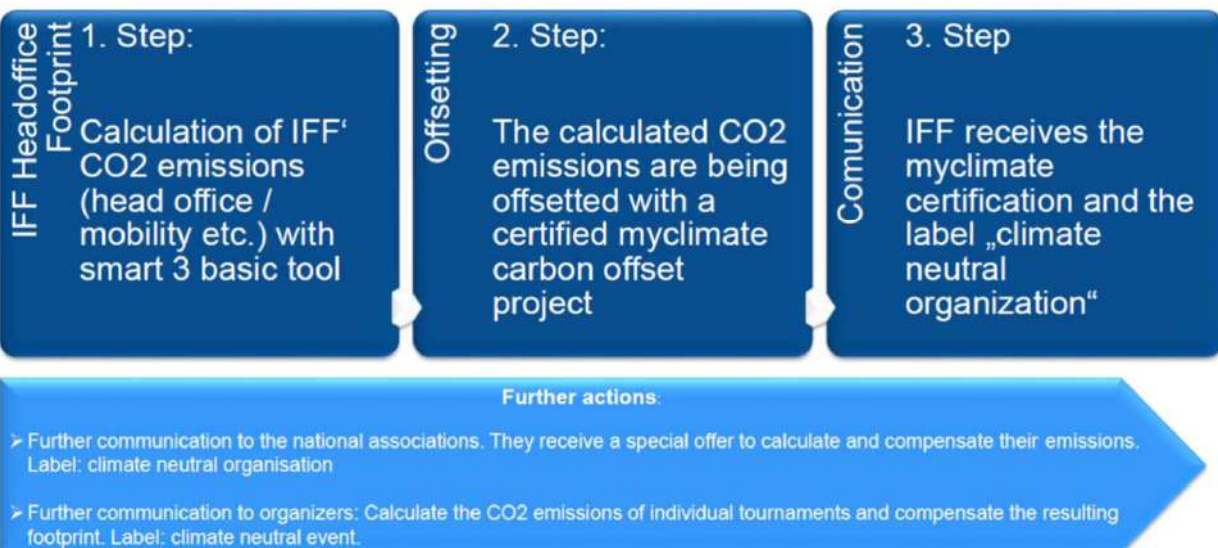 IFF Headoffice
Footprint
1. Step:
Calculation of IFF‘
CO2 emissions
(head office /
mobility etc.) with
smart 3 basic tool
Offsetting
2. Step:
The calculated CO2
emissions are being
offsetted with a
certified myclimate
carbon offset
project
Comunication
3. Step
IFF receives the
myclimate
certification and the
label „climate
neutral
organization“
Further actions:
➢ Further communication to the national associations. They receive a special offer to calculate and compensate their emissions.
Label: climate neutral organisation
➢ Further communication to organizers: Calculate the CO2 emissions of individual tournaments and compensate the resulting
footprint. Label: climate neutral event.